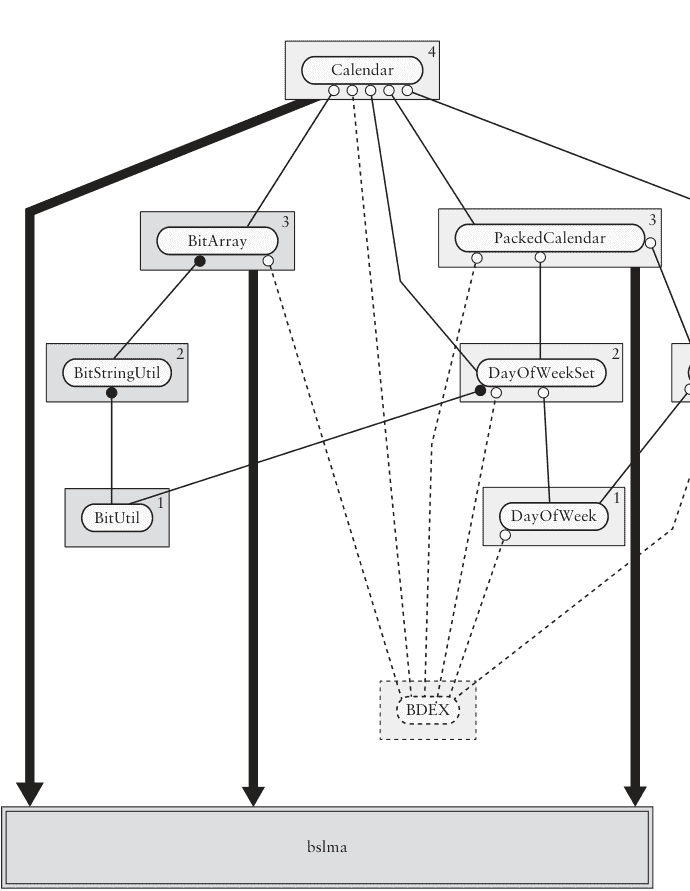 4
Calendar
3
BitArray
3
PackedCalendar
2
BitStringUtil
2
DayOfWeekSet
1
BitUtil
1
DayOfWeek
BDEX
bslma